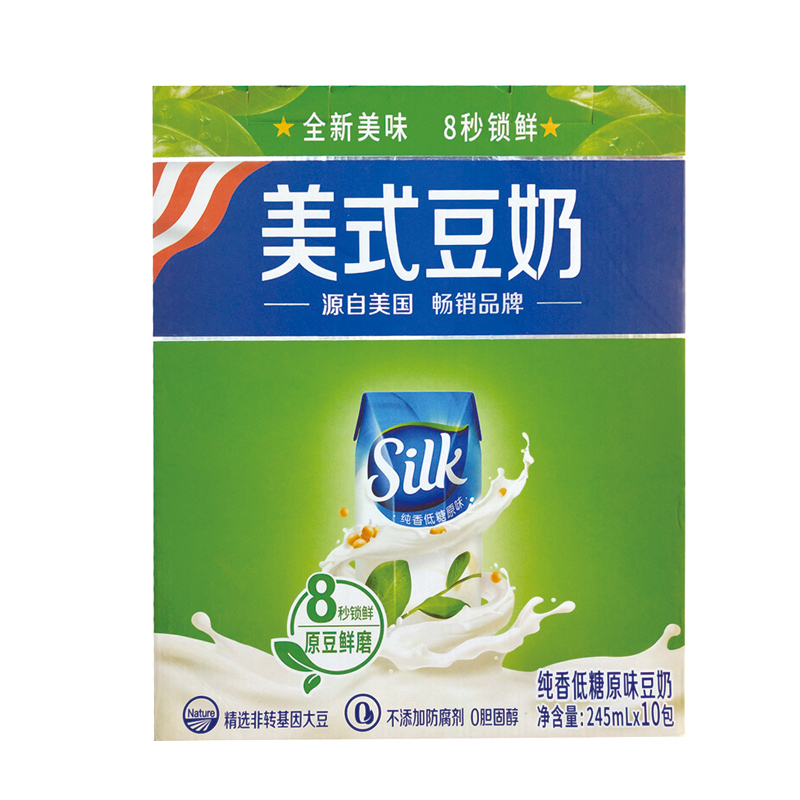 ★全新美味 8秒锁鲜★
美式豆奶
源自美国 畅销品牌
Silk
纯香低糖原味
8秒锁鲜
原豆鲜磨
纯香低糖原味豆奶
Nature 精选非转基因大豆
0 不添加防腐剂 0胆固醇
净含量:245mLx10包